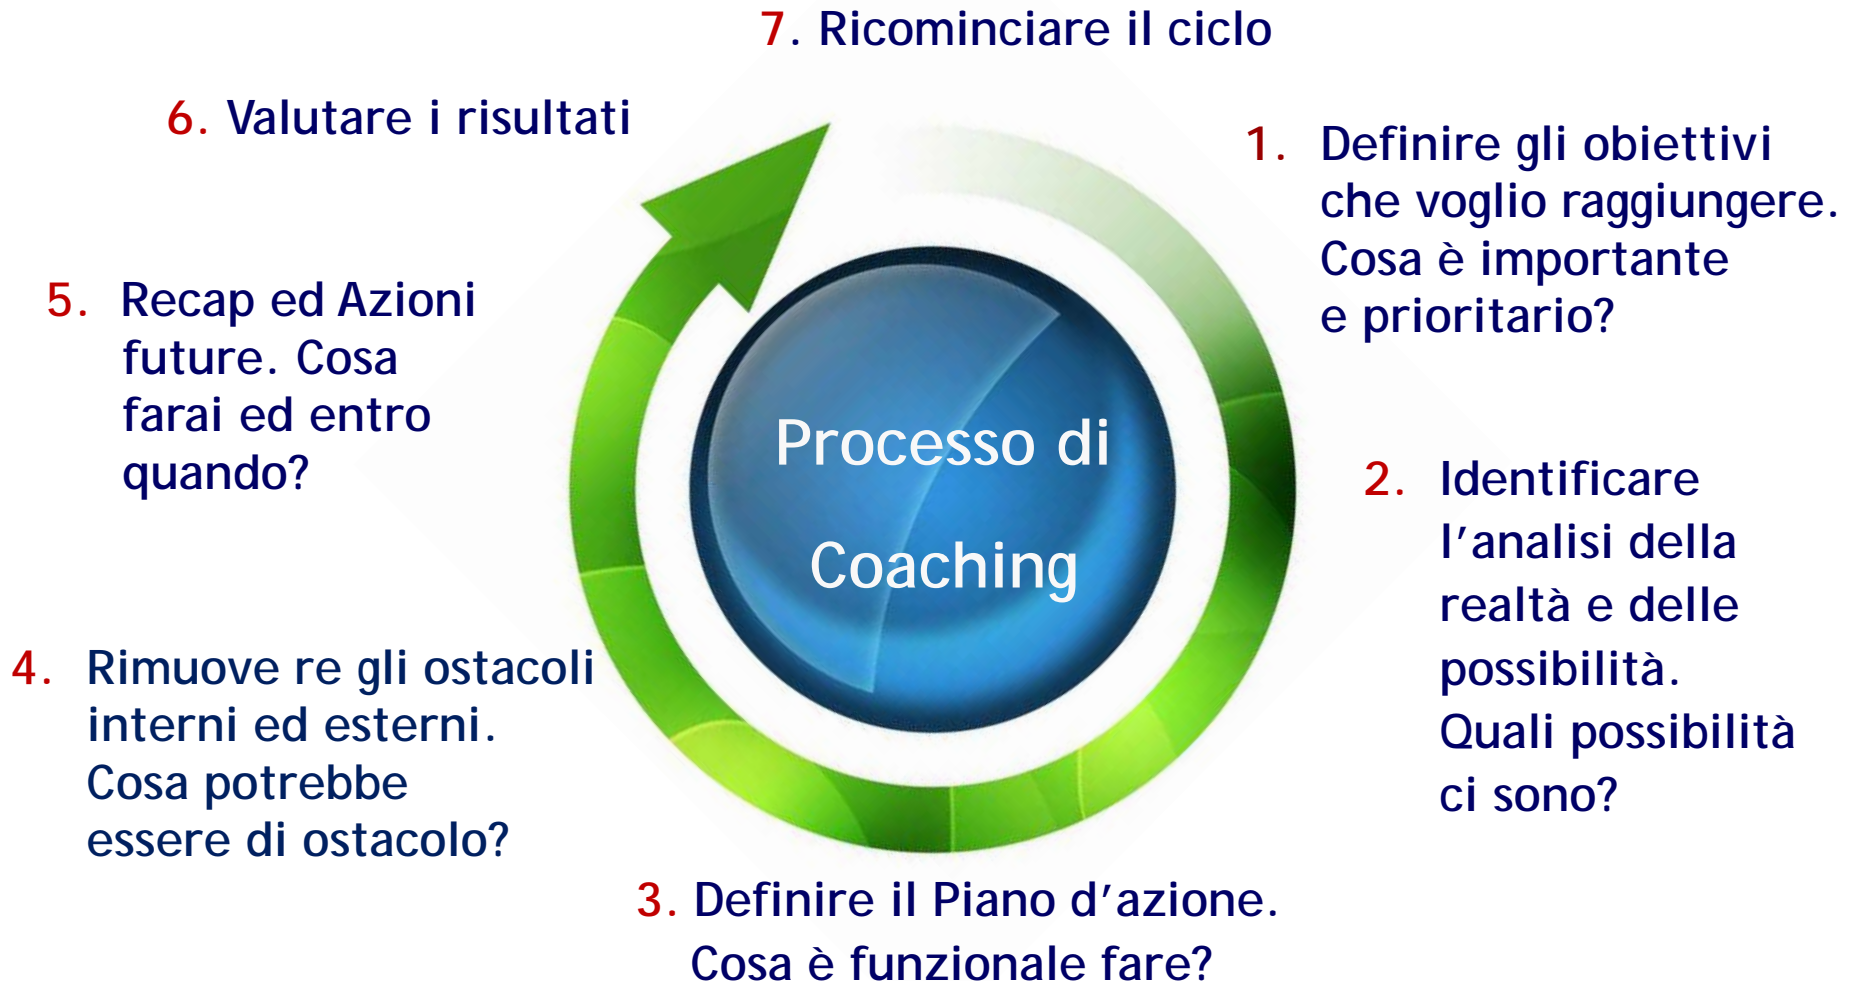 7. Ricominciare il ciclo
6. Valutare i risultati
1. Definire gli obiettivi
che voglio raggiungere.
Cosa è importante
e prioritario?
5. Recap ed Azioni
future. Cosa
farai ed entro
quando?
Processo di
Coaching
2. Identificare
l’analisi della
realtà e delle
possibilità.
Quali possibilità
ci sono?
4. Rimuove re gli ostacoli
interni ed esterni.
Cosa potrebbe
essere di ostacolo?
3. Definire il Piano d’azione.
Cosa è funzionale fare?